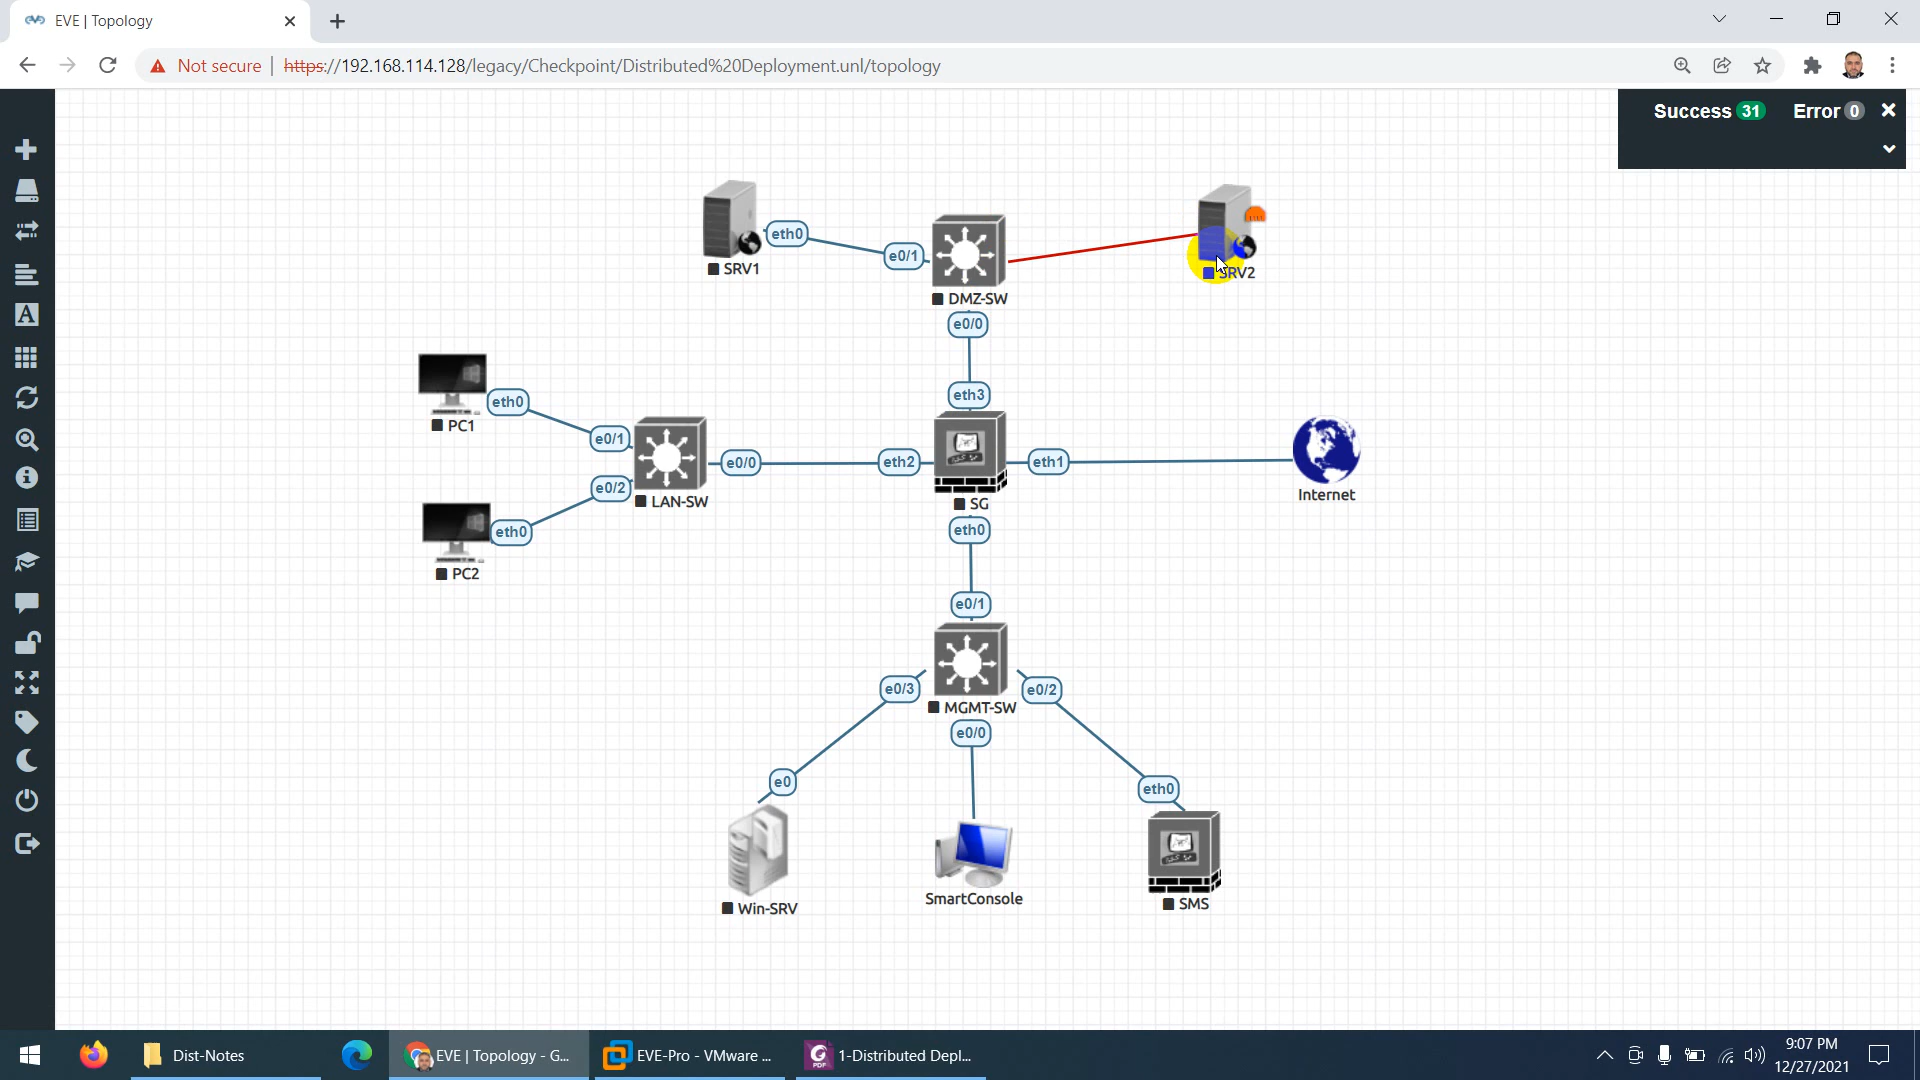 EVE | Topology
Not secure
https://192.168.114.128/legacy/Checkpoint/Distributed%20Deployment.unl/topology
Success 31 Error 0
SRV1
eth0
e0/1
DMZ-SW
SRV2
e0/0
eth3
PC1
eth0
e0/1
LAN-SW
e0/0
eth2
SG
eth1
Internet
PC2
eth0
e0/2
eth0
e0/1
MGMT-SW
e0/3
e0/2
e0/0
e0
eth0
Win-SRV
SmartConsole
SMS
Dist-Notes
EVE | Topology - G...
EVE-Pro - VMware ...
PDF
1-Distributed Depl...
9:07 PM
12/27/2021